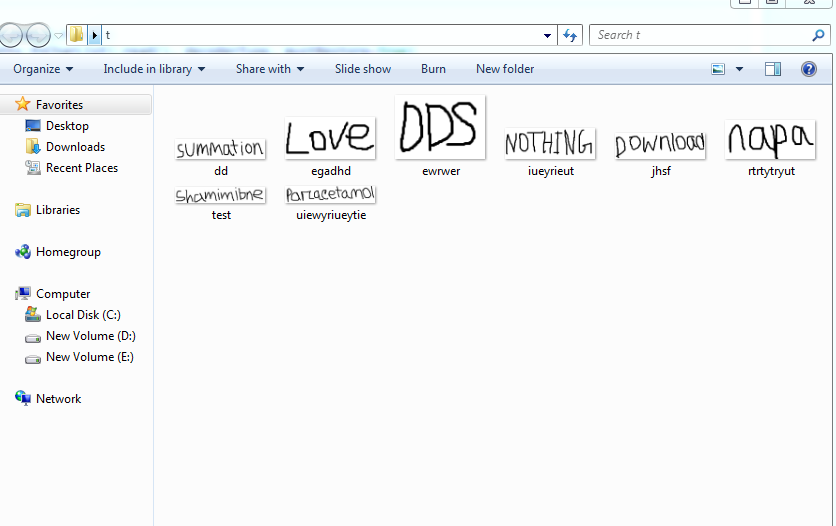 t
Search t
Organize
Include in library
Share with
Slide show
Burn
New folder
Favorites
Desktop
Downloads
Recent Places
Libraries
Homegroup
Computer
Local Disk (C:)
New Volume (D:)
New Volume (E:)
Network
summation
Love
DDS
NOTHING
Download
napa
dd
egadhd
ewrwer
iueyrieut
jhsf
rtrtytryut
Shamimibne
Parzacetamol
test
uiewyriueytie